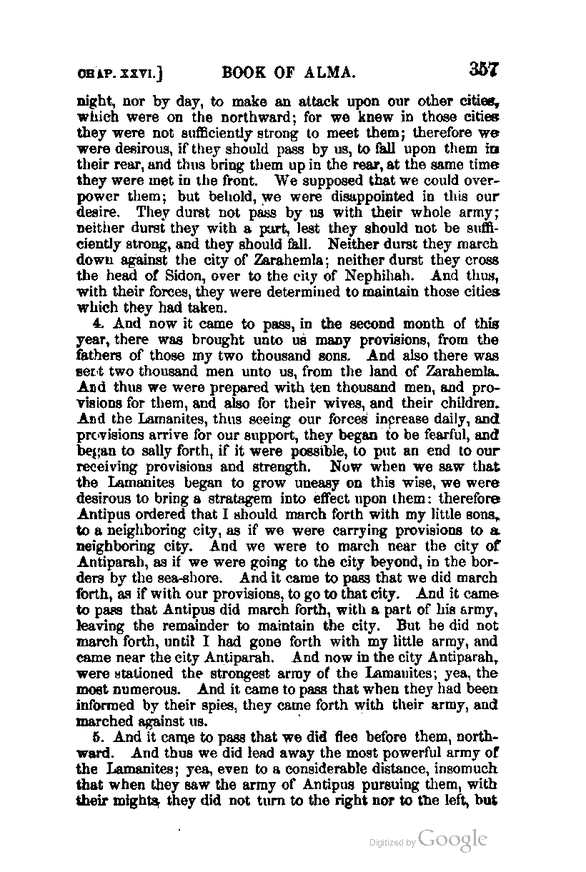 CHAP. XXVI.] BOOK OF ALMA. 357
night, nor by day, to make an attack upon our other cities,
which were on the northward; for we knew in those cities
they were not sufficiently strong to meet them; therefore we
were desirous, if they should pass by us, to fall upon them in
their rear, and thus bring them up in the rear, at the same time
they were met in the front. We supposed that we could over-
power them; but behold, we were disappointed in this our
desire. They durst not pass by us with their whole army;
neither durst they with a part, lest they should not be suffi-
ciently strong, and they should fall. Neither durst they march
down against the city of Zarahemla; neither durst they cross
the head of Sidon, over to the city of Nephihah. And thus,
with their forces, they were determined to maintain those cities
which they had taken.
4. And now it came to pass, in the second month of this
year, there was brought unto us many provisions, from the
fathers of those my two thousand sons. And also there was
sent two thousand men unto us, from the land of Zarahemla.
And thus we were prepared with ten thousand men, and pro-
visions for them, and also for their wives, and their children.
And the Lamanites, thus seeing our forces increase daily, and
provisions arrive for our support, they began to be fearful, and
began to sally forth, if it were possible, to put an end to our
receiving provisions and strength. Now when we saw that
the Lamanites began to grow uneasy on this wise, we were
desirous to bring a stratagem into effect upon them: therefore
Antipus ordered that I should march forth with my little sons,
to a neighboring city, as if we were carrying provisions to a
neighboring city. And we were to march near the city of
Antiparah, as if we were going to the city beyond, in the bor-
ders by the sea-shore. And it came to pass that we did march
forth, as if with our provisions, to go to that city. And it came
to pass that Antipus did march forth, with a part of his army,
leaving the remainder to maintain the city. But he did not
march forth, until I had gone forth with my little army, and
came near the city Antiparah. And now in the city Antiparah,
were stationed the strongest army of the Lamanites; yea, the
most numerous. And it came to pass that when they had been
informed by their spies, they came forth with their army, and
marched against us.
5. And it came to pass that we did flee before them, north-
ward. And thus we did lead away the most powerful army of
the Lamanites; yea, even to a considerable distance, insomuch
that when they saw the army of Antipus pursuing them, with
their mights, they did not turn to the right nor to the left, but
Digitized by Google